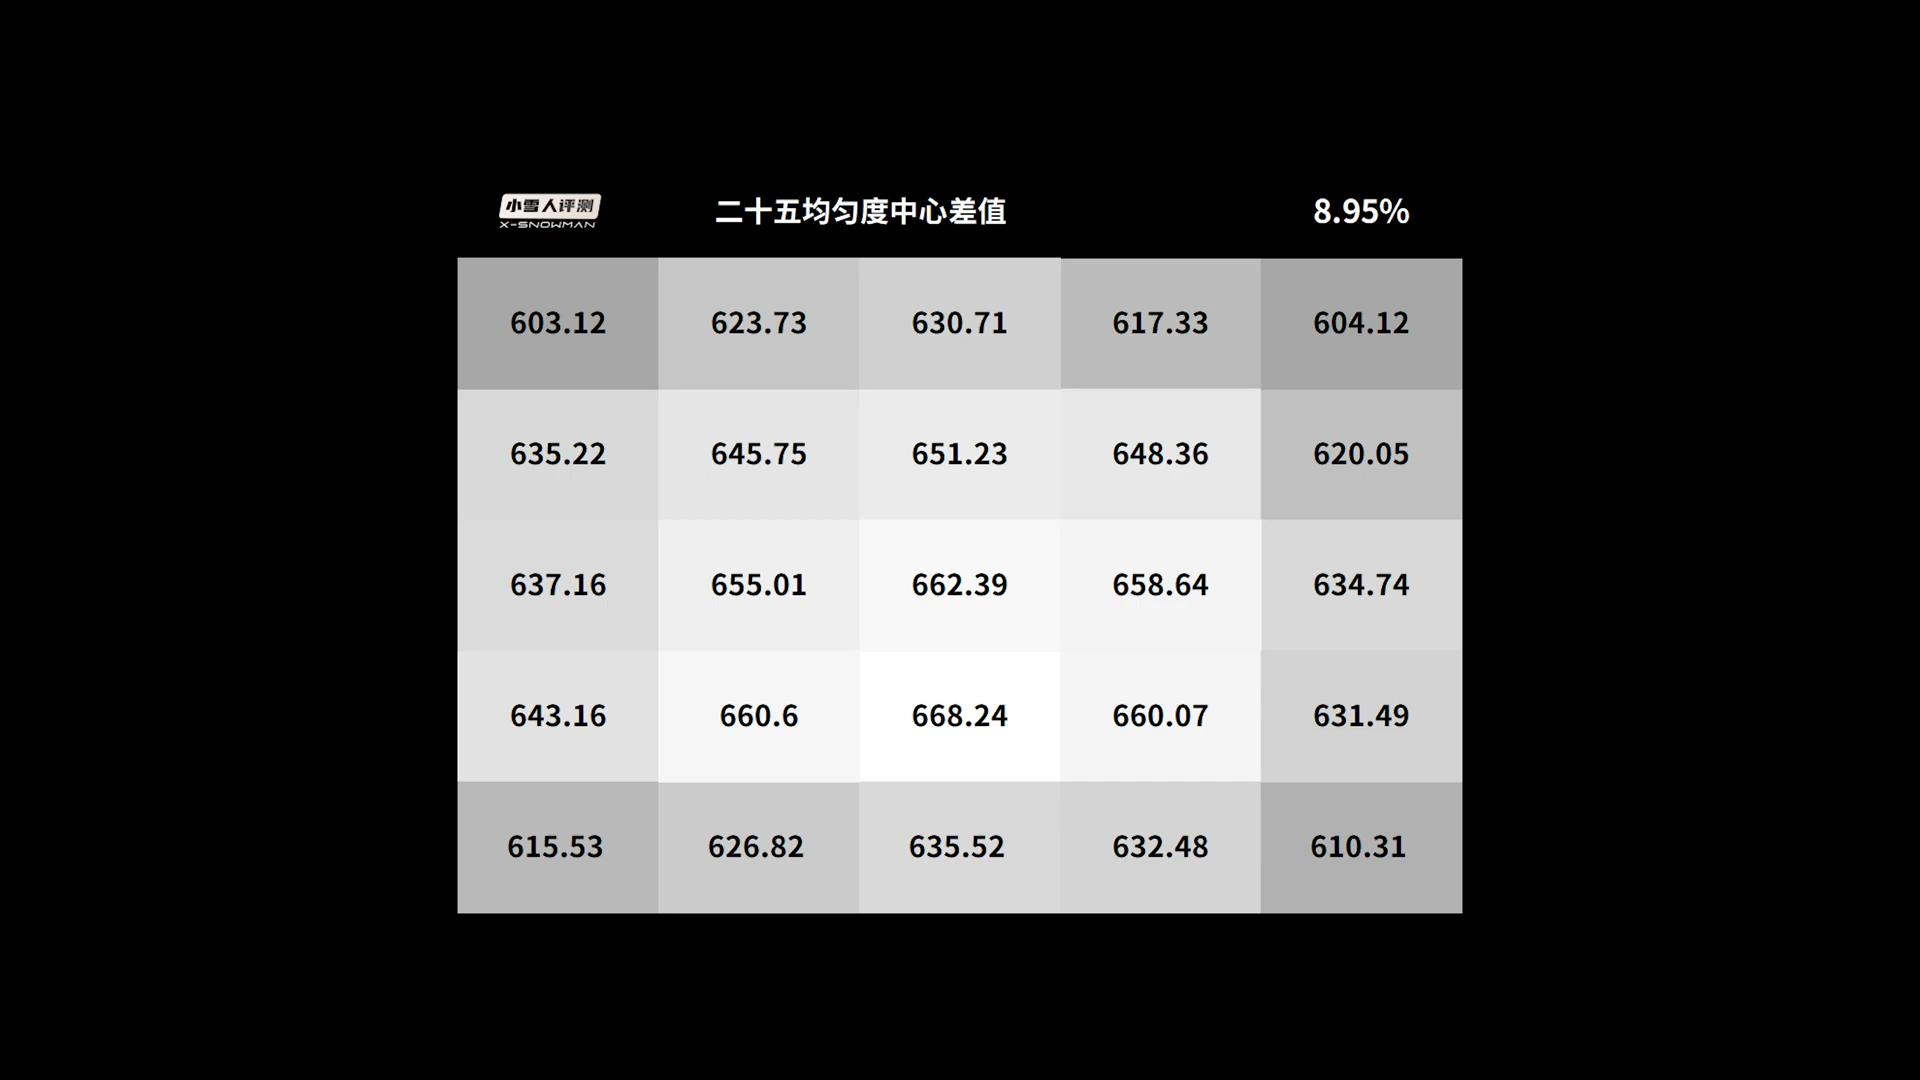 小雪人评测
X-SNOWMAN
二十五均匀度中心差值 8.95%
603.12 623.73 630.71 617.33 604.12
635.22 645.75 651.23 648.36 620.05
637.16 655.01 662.39 658.64 634.74
643.16 660.6 668.24 660.07 631.49
615.53 626.82 635.52 632.48 610.31